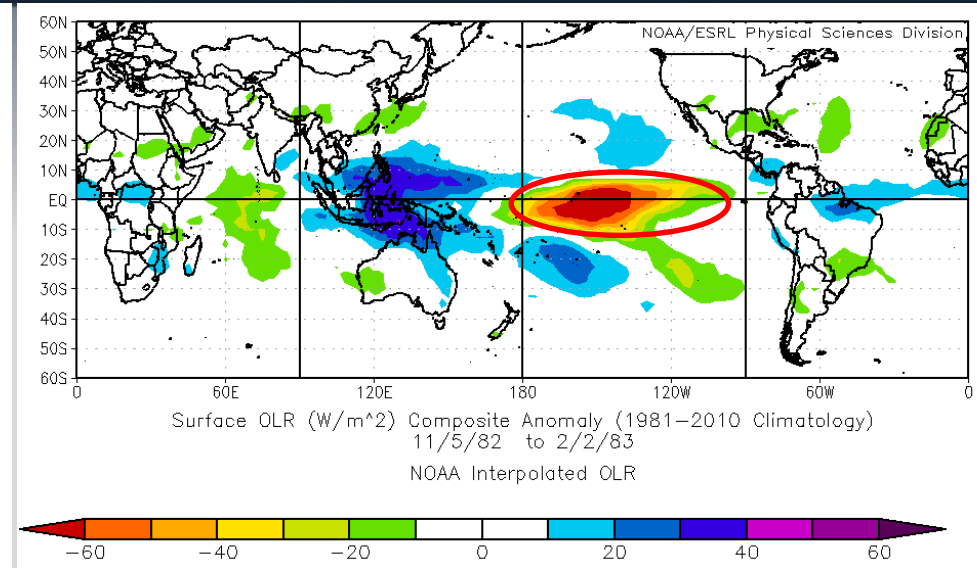 60N
NOAA/ESRL Physical Sciences Division
50N
40N
30N
20N
10N
EQ
10S
20S
30S
40S
50S
60S
0 60E 120E 180 120W 60W 0
Surface OLR (W/m^2) Composite Anomaly (1981-2010 Climatology)
11/5/82 to 2/2/83
NOAA Interpolated OLR
-60 -40 -20 0 20 40 60